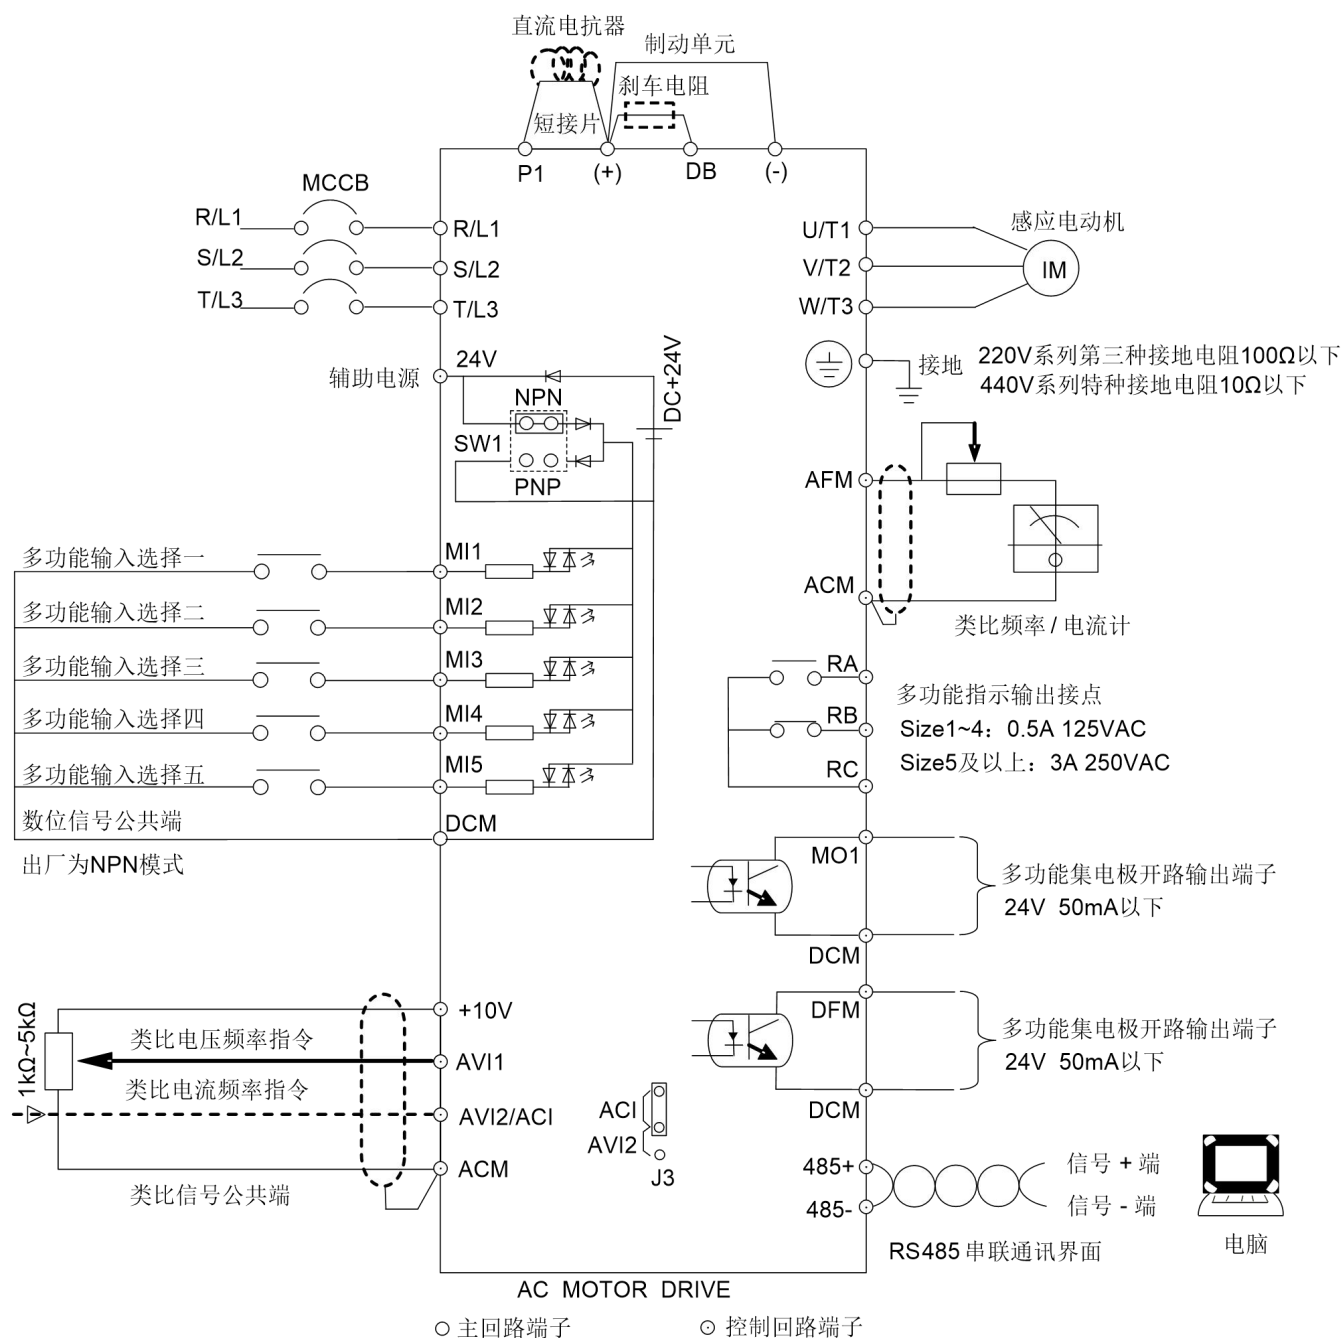 直流电抗器
制动单元
刹车电阻
短接片
P1
(+)
DB
(-)
MCCB
R/L1
S/L2
T/L3
R/L1
S/L2
T/L3
U/T1
V/T2
W/T3
感应电动机
IM
接地
220V系列第三种接地电阻100Ω以下
440V系列特种接地电阻10Ω以下
辅助电源
24V
DC+24V
NPN
SW1
PNP
AFM
ACM
类比频率 / 电流计
多功能输入选择一
MI1
多功能输入选择二
MI2
多功能输入选择三
MI3
多功能输入选择四
MI4
多功能输入选择五
MI5
数位信号公共端
DCM
出厂为NPN模式
RA
RB
RC
多功能指示输出接点
Size1~4：0.5A 125VAC
Size5及以上：3A 250VAC
MO1
DCM
多功能集电极开路输出端子
24V 50mA以下
DFM
DCM
多功能集电极开路输出端子
24V 50mA以下
1kΩ~5kΩ
+10V
类比电压频率指令
AVI1
类比电流频率指令
AVI2/ACI
ACM
类比信号公共端
ACI
AVI2
J3
485+
485-
信号 + 端
信号 - 端
RS485 串联通讯界面
电脑
AC MOTOR DRIVE
主回路端子
控制回路端子